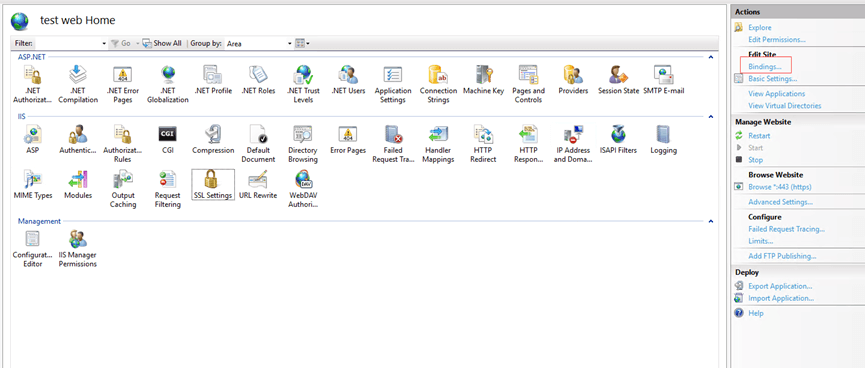 test web Home
Filter: Go Show All Group by: Area
ASP.NET
.NET Authorizat... .NET Compilation .NET Error Pages .NET Globalization .NET Profile .NET Roles .NET Trust Levels .NET Users Application Settings Connection Strings Machine Key Pages and Controls Providers Session State SMTP E-mail
IIS
ASP Authentic... Authorizat... Rules CGI Compression Default Document Directory Browsing Error Pages Failed Request Tra... Handler Mappings HTTP Redirect HTTP Respon... IP Address and Doma... ISAPI Filters Logging
MIME Types Modules Output Caching Request Filtering SSL Settings URL Rewrite WebDAV Authori...
Management
Configurat... Editor IIS Manager Permissions
Actions
Explore
Edit Permissions...
Edit Site
Bindings...
Basic Settings...
View Applications
View Virtual Directories
Manage Website
Restart
Start
Stop
Browse Website
Browse *:443 (https)
Advanced Settings...
Configure
Failed Request Tracing...
Limits...
Add FTP Publishing...
Deploy
Export Application...
Import Application...
Help